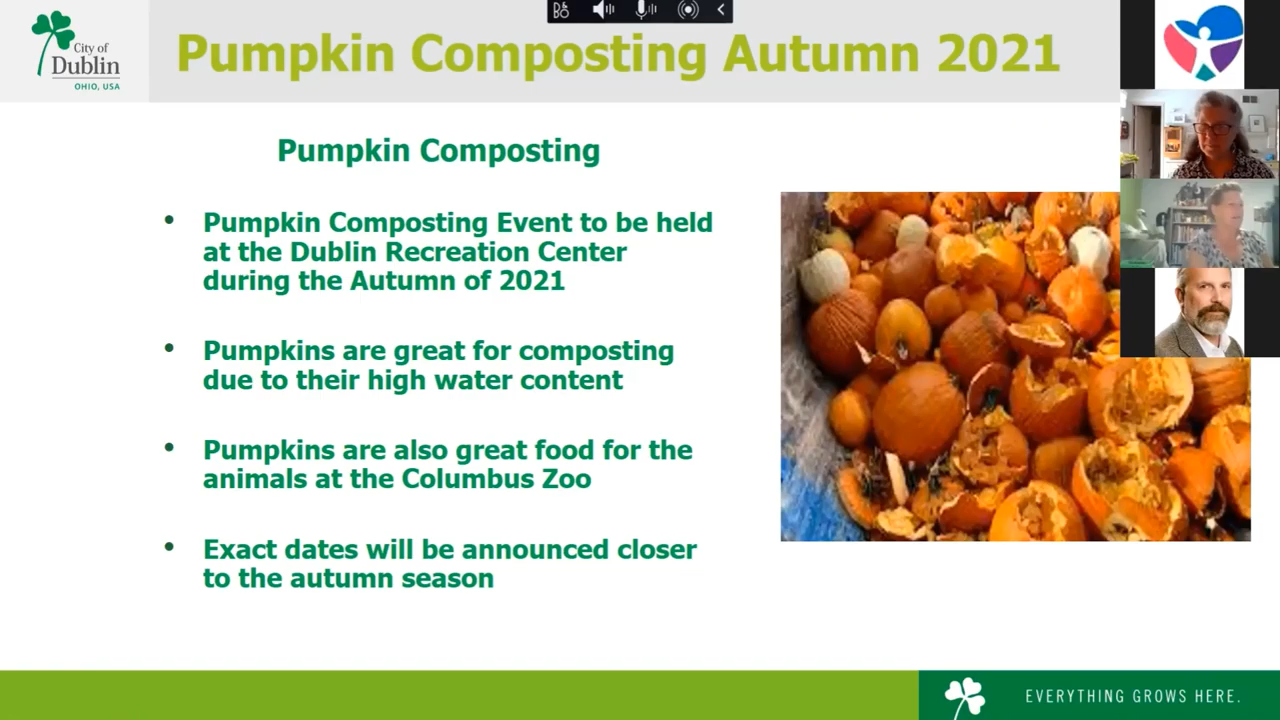 City of
Dublin
OHIO, USA
Pumpkin Composting Autumn 2021
Pumpkin Composting
• Pumpkin Composting Event to be held
at the Dublin Recreation Center
during the Autumn of 2021
• Pumpkins are great for composting
due to their high water content
• Pumpkins are also great food for the
animals at the Columbus Zoo
• Exact dates will be announced closer
to the autumn season
EVERYTHING GROWS HERE.